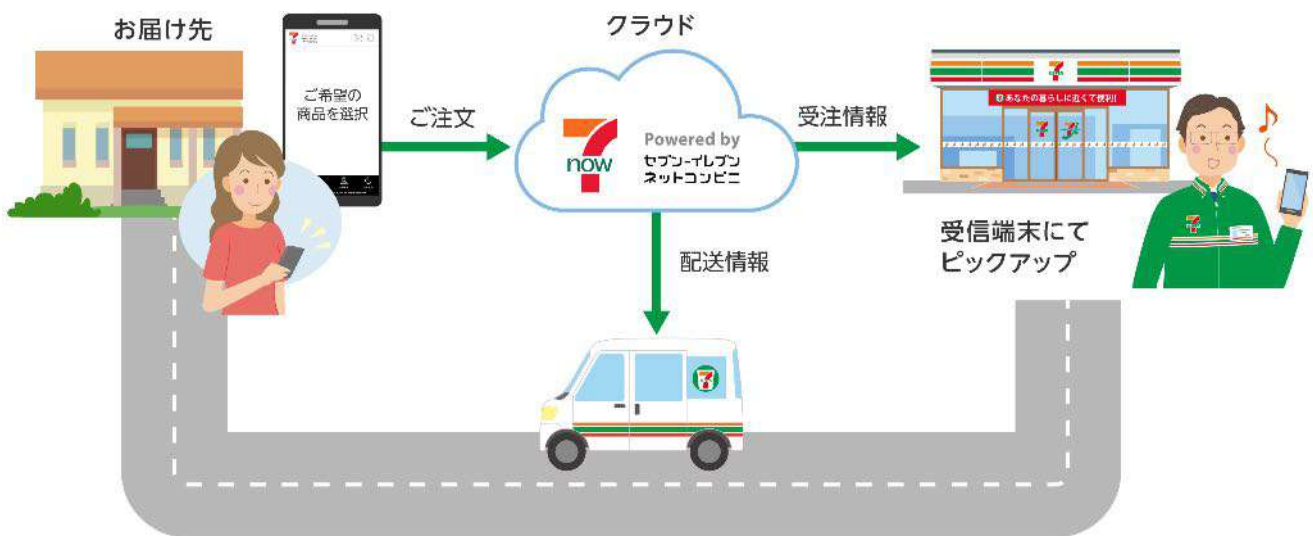 お届け先
ご希望の
商品を選択
ご注文
クラウド
7
now
Powered by
セブン-イレブン
ネットコンビニ
受注情報
あなたの暮らしに近くて便利!!
受信端末にて
ピックアップ
配送情報